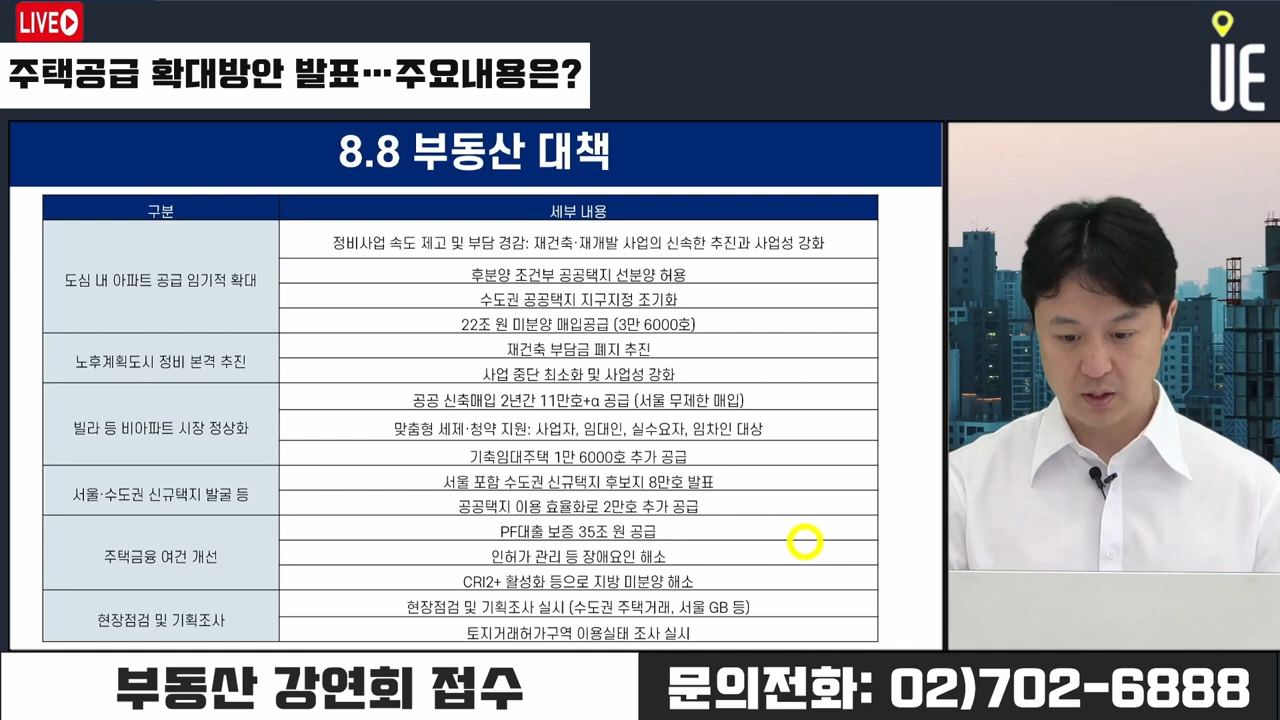 LIVE
주택공급 확대방안 발표…주요내용은?
UE
8.8 부동산 대책
구분
세부 내용
도심 내 아파트 공급 임기적 확대
정비사업 속도 제고 및 부담 경감: 재건축·재개발 사업의 신속한 추진과 사업성 강화
후분양 조건부 공공택지 선분양 허용
수도권 공공택지 지구지정 조기화
22조 원 미분양 매입공급 (3만 6000호)
노후계획도시 정비 본격 추진
재건축 부담금 폐지 추진
사업 중단 최소화 및 사업성 강화
빌라 등 비아파트 시장 정상화
공공 신축매입 2년간 11만호+α 공급 (서울 무제한 매입)
맞춤형 세제·청약 지원: 사업자, 임대인, 실수요자, 임차인 대상
기축임대주택 1만 6000호 추가 공급
서울·수도권 신규택지 발굴 등
서울 포함 수도권 신규택지 후보지 8만호 발표
공공택지 이용 효율화로 2만호 추가 공급
주택금융 여건 개선
PF대출 보증 35조 원 공급
인허가 관리 등 장애요인 해소
CRI2+ 활성화 등으로 지방 미분양 해소
현장점검 및 기획조사
현장점검 및 기획조사 실시 (수도권 주택거래, 서울 GB 등)
토지거래허가구역 이용실태 조사 실시
부동산 강연회 접수
문의전화: 02)702-6888